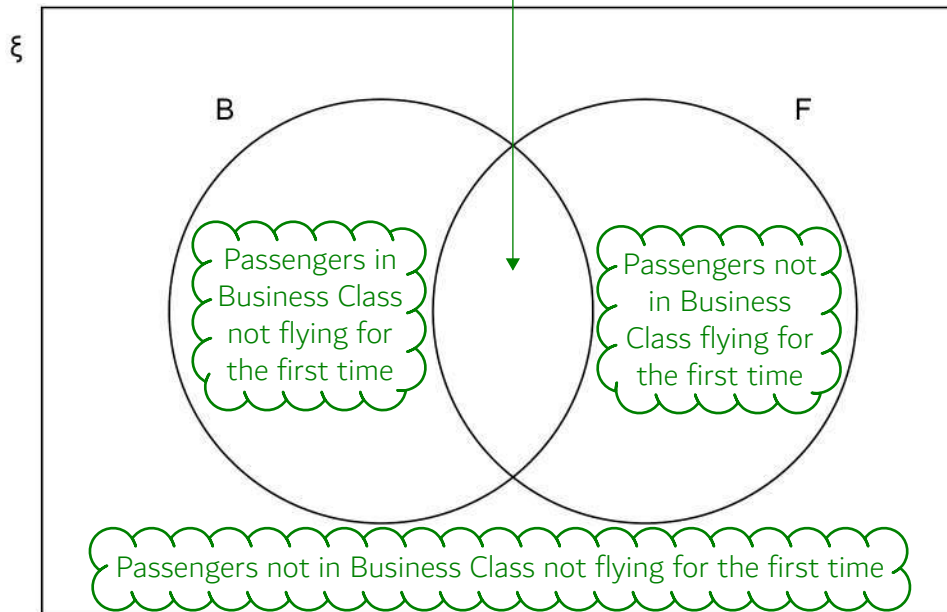 ξ
B
F
Passengers in
Business Class
not flying for
the first time
Passengers not
in Business
Class flying for
the first time
Passengers not in Business Class not flying for the first time